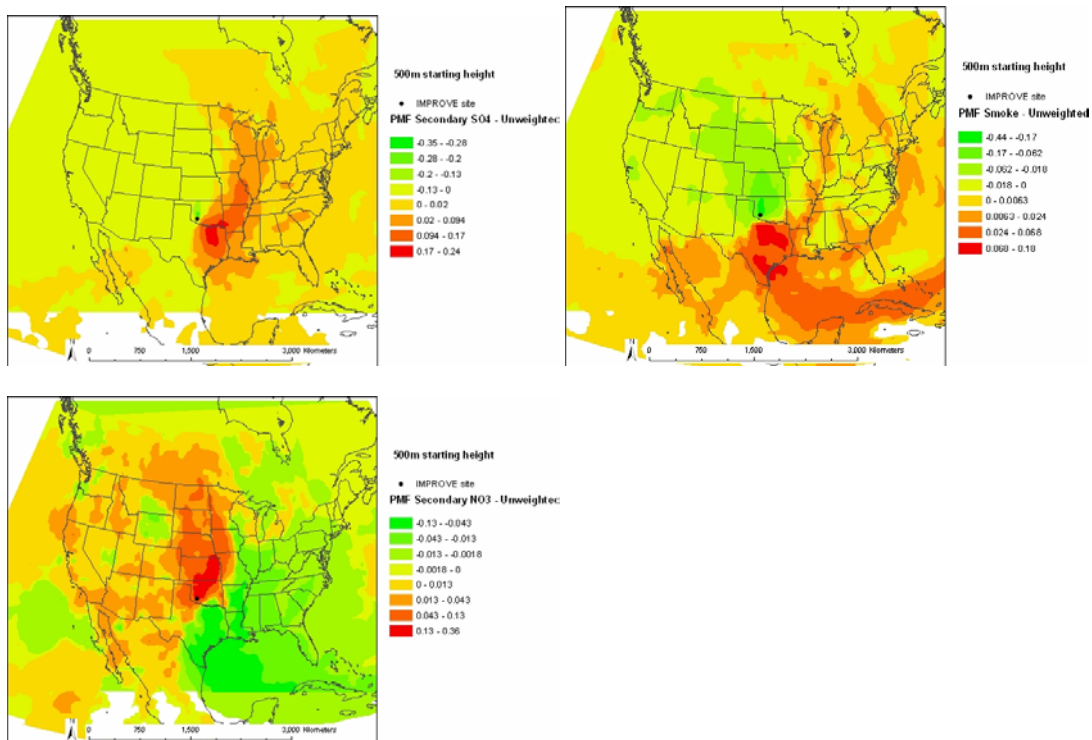 500m starting height
IMPROVE site
PMF Secondary SO4 - Unweightec
-0.35 - -0.28
-0.28 - -0.2
-0.2 - -0.13
-0.13 - 0
0 - 0.02
0.02 - 0.094
0.094 - 0.17
0.17 - 0.24
N
0 750 1,500 3,000 Kilometers
500m starting height
IMPROVE site
PMF Smoke - Unweighted
-0.44 - -0.17
-0.17 - -0.062
-0.062 - -0.018
-0.018 - 0
0 - 0.0063
0.0063 - 0.024
0.024 - 0.068
0.068 - 0.18
N
0 750 1,500 3,000 Kilometers
500m starting height
IMPROVE site
PMF Secondary NO3 - Unweightec
-0.13 - -0.043
-0.043 - -0.013
-0.013 - -0.0018
-0.0018 - 0
0 - 0.013
0.013 - 0.043
0.043 - 0.13
0.13 - 0.36
N
0 750 1,500 3,000 Kilometers